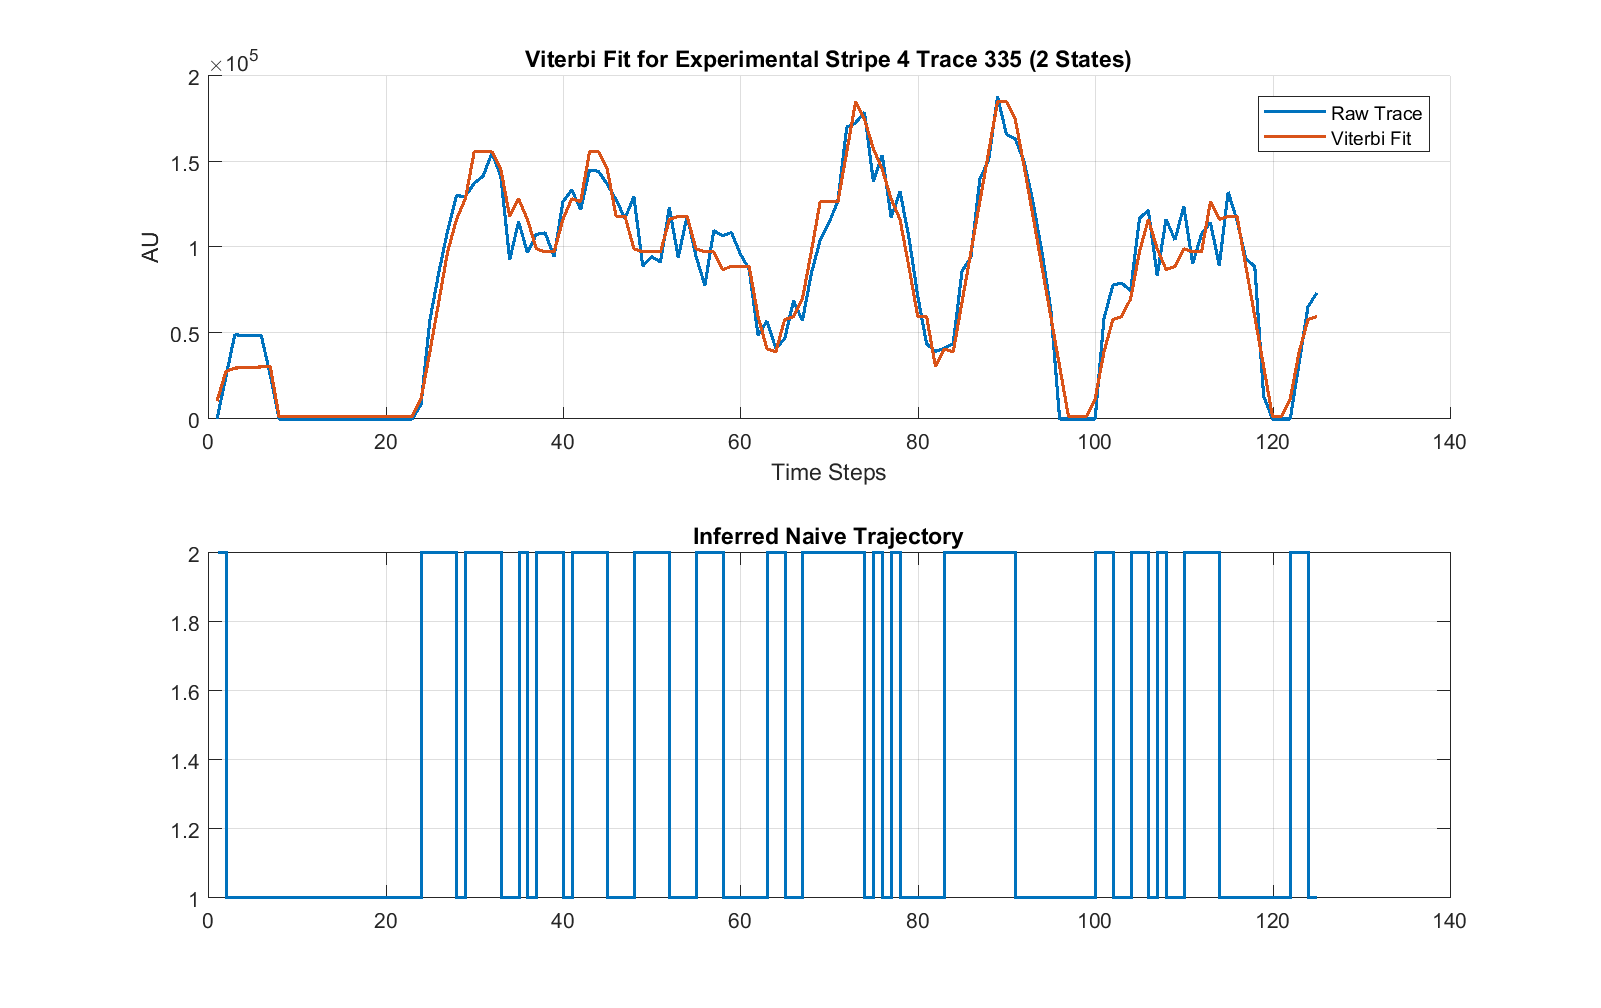 Viterbi Fit for Experimental Stripe 4 Trace 335 (2 States)
×10⁵
2
1.5
1
0.5
0
AU
Raw Trace
Viterbi Fit
0 20 40 60 80 100 120 140
Time Steps
Inferred Naive Trajectory
2
1.8
1.6
1.4
1.2
1
0 20 40 60 80 100 120 140